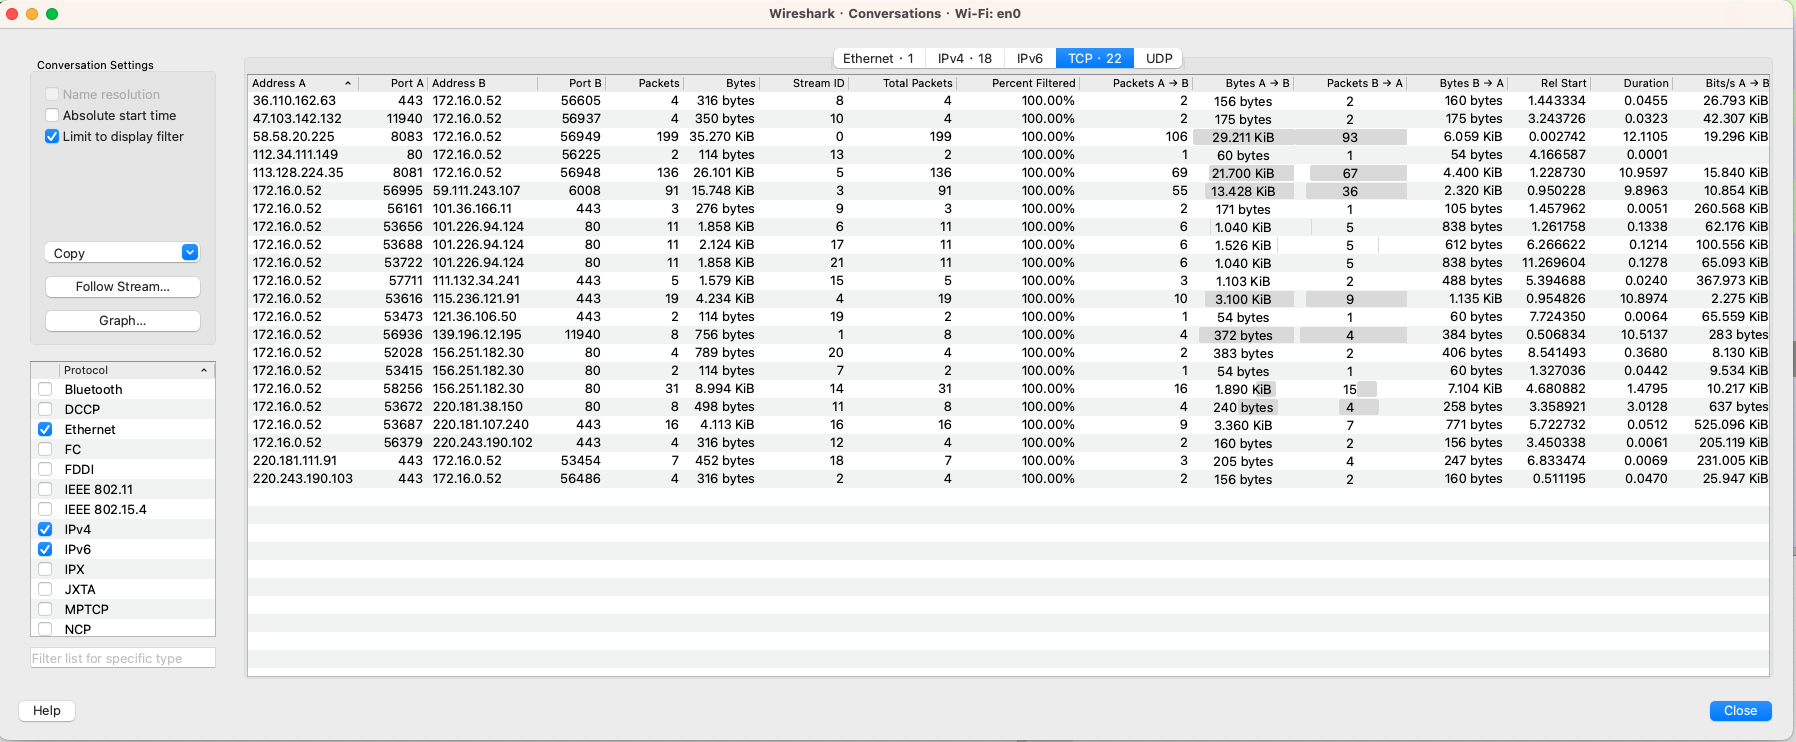 Wireshark · Conversations · Wi-Fi: en0
Conversation Settings
Name resolution
Absolute start time
Limit to display filter
Copy
Follow Stream...
Graph...
Protocol
Bluetooth
DCCP
Ethernet
FC
FDDI
IEEE 802.11
IEEE 802.15.4
IPv4
IPv6
IPX
JXTA
MPTCP
NCP
Filter list for specific type
Ethernet · 1 IPv4 · 18 IPv6 TCP · 22 UDP
Address A Port A Address B Port B Packets Bytes Stream ID Total Packets Percent Filtered Packets A → B Bytes A → B Packets B → A Bytes B → A Rel Start Duration Bits/s A → B
36.110.162.63 443 172.16.0.52 56605 4 316 bytes 8 4 100.00% 2 156 bytes 2 160 bytes 1.443334 0.0455 26.793 KiB
47.103.142.132 11940 172.16.0.52 56937 4 350 bytes 10 4 100.00% 2 175 bytes 2 175 bytes 3.243726 0.0323 42.307 KiB
58.58.20.225 8083 172.16.0.52 56949 199 35.270 KiB 0 199 100.00% 106 29.211 KiB 93 6.059 KiB 0.002742 12.1105 19.296 KiB
112.34.111.149 80 172.16.0.52 56225 2 114 bytes 13 2 100.00% 1 60 bytes 1 54 bytes 4.166587 0.0001
113.128.224.35 8081 172.16.0.52 56948 136 26.101 KiB 5 136 100.00% 69 21.700 KiB 67 4.400 KiB 1.228730 10.9597 15.840 KiB
172.16.0.52 56995 59.111.243.107 6008 91 15.748 KiB 3 91 100.00% 55 13.428 KiB 36 2.320 KiB 0.950228 9.8963 10.854 KiB
172.16.0.52 56161 101.36.166.11 443 3 276 bytes 9 3 100.00% 2 171 bytes 1 105 bytes 1.457962 0.0051 260.568 KiB
172.16.0.52 53656 101.226.94.124 80 11 1.858 KiB 6 11 100.00% 6 1.040 KiB 5 838 bytes 1.261758 0.1338 62.176 KiB
172.16.0.52 53688 101.226.94.124 80 11 2.124 KiB 17 11 100.00% 6 1.526 KiB 5 612 bytes 6.266622 0.1214 100.556 KiB
172.16.0.52 53722 101.226.94.124 80 11 1.858 KiB 21 11 100.00% 6 1.040 KiB 5 838 bytes 11.269604 0.1278 65.093 KiB
172.16.0.52 57711 111.132.34.241 443 5 1.579 KiB 15 5 100.00% 3 1.103 KiB 2 488 bytes 5.394688 0.0240 367.973 KiB
172.16.0.52 53616 115.236.121.91 443 19 4.234 KiB 4 19 100.00% 10 3.100 KiB 9 1.135 KiB 0.954826 10.8974 2.275 KiB
172.16.0.52 53473 121.36.106.50 443 2 114 bytes 19 2 100.00% 1 54 bytes 1 60 bytes 7.724350 0.0064 65.559 KiB
172.16.0.52 56936 139.196.12.195 11940 8 756 bytes 1 8 100.00% 4 372 bytes 4 384 bytes 0.506834 10.5137 283 bytes
172.16.0.52 52028 156.251.182.30 80 4 789 bytes 20 4 100.00% 2 383 bytes 2 406 bytes 8.541493 0.3680 8.130 KiB
172.16.0.52 53415 156.251.182.30 80 2 114 bytes 7 2 100.00% 1 54 bytes 1 60 bytes 1.327036 0.0442 9.534 KiB
172.16.0.52 58256 156.251.182.30 80 31 8.994 KiB 14 31 100.00% 16 1.890 KiB 15 7.104 KiB 4.680882 1.4795 10.217 KiB
172.16.0.52 53672 220.181.38.150 80 8 498 bytes 11 8 100.00% 4 240 bytes 4 258 bytes 3.358921 3.0128 637 bytes
172.16.0.52 53687 220.181.107.240 443 16 4.113 KiB 16 16 100.00% 9 3.360 KiB 7 771 bytes 5.722732 0.0512 525.096 KiB
172.16.0.52 56379 220.243.190.102 443 4 316 bytes 12 4 100.00% 2 160 bytes 2 156 bytes 3.450338 0.0061 205.119 KiB
220.181.111.91 443 172.16.0.52 53454 7 452 bytes 18 7 100.00% 3 205 bytes 4 247 bytes 6.833474 0.0069 231.005 KiB
220.243.190.103 443 172.16.0.52 56486 4 316 bytes 2 4 100.00% 2 156 bytes 2 160 bytes 0.511195 0.0470 25.947 KiB
Help
Close